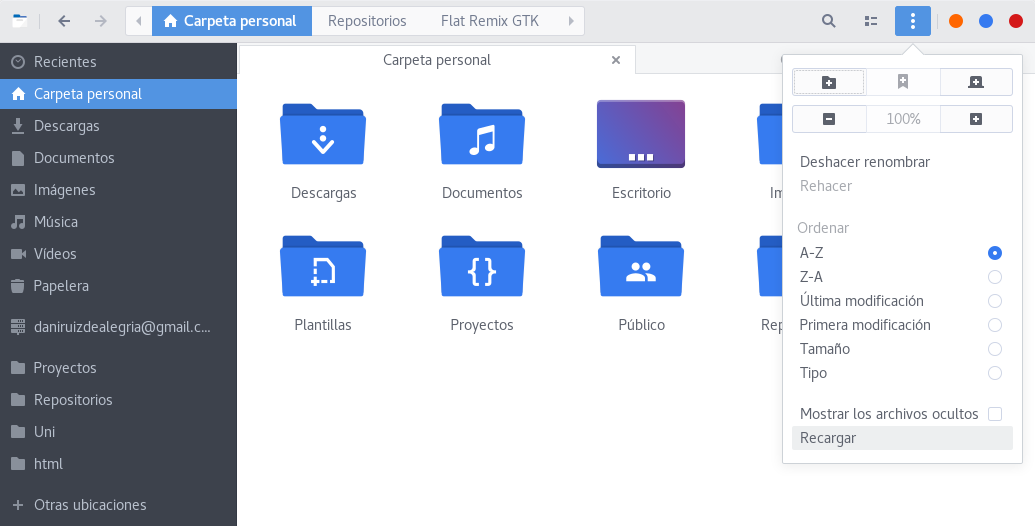 Carpeta personal
Repositorios
Flat Remix GTK
Recientes
Carpeta personal
Descargas
Documentos
Imágenes
Música
Vídeos
Papelera
daniruizdealegria@gmail.c...
Proyectos
Repositorios
Uni
html
Otras ubicaciones
Carpeta personal
Descargas
Documentos
Escritorio
Im
Plantillas
Proyectos
Público
Rep
100%
Deshacer renombrar
Rehacer
Ordenar
A-Z
Z-A
Última modificación
Primera modificación
Tamaño
Tipo
Mostrar los archivos ocultos
Recargar